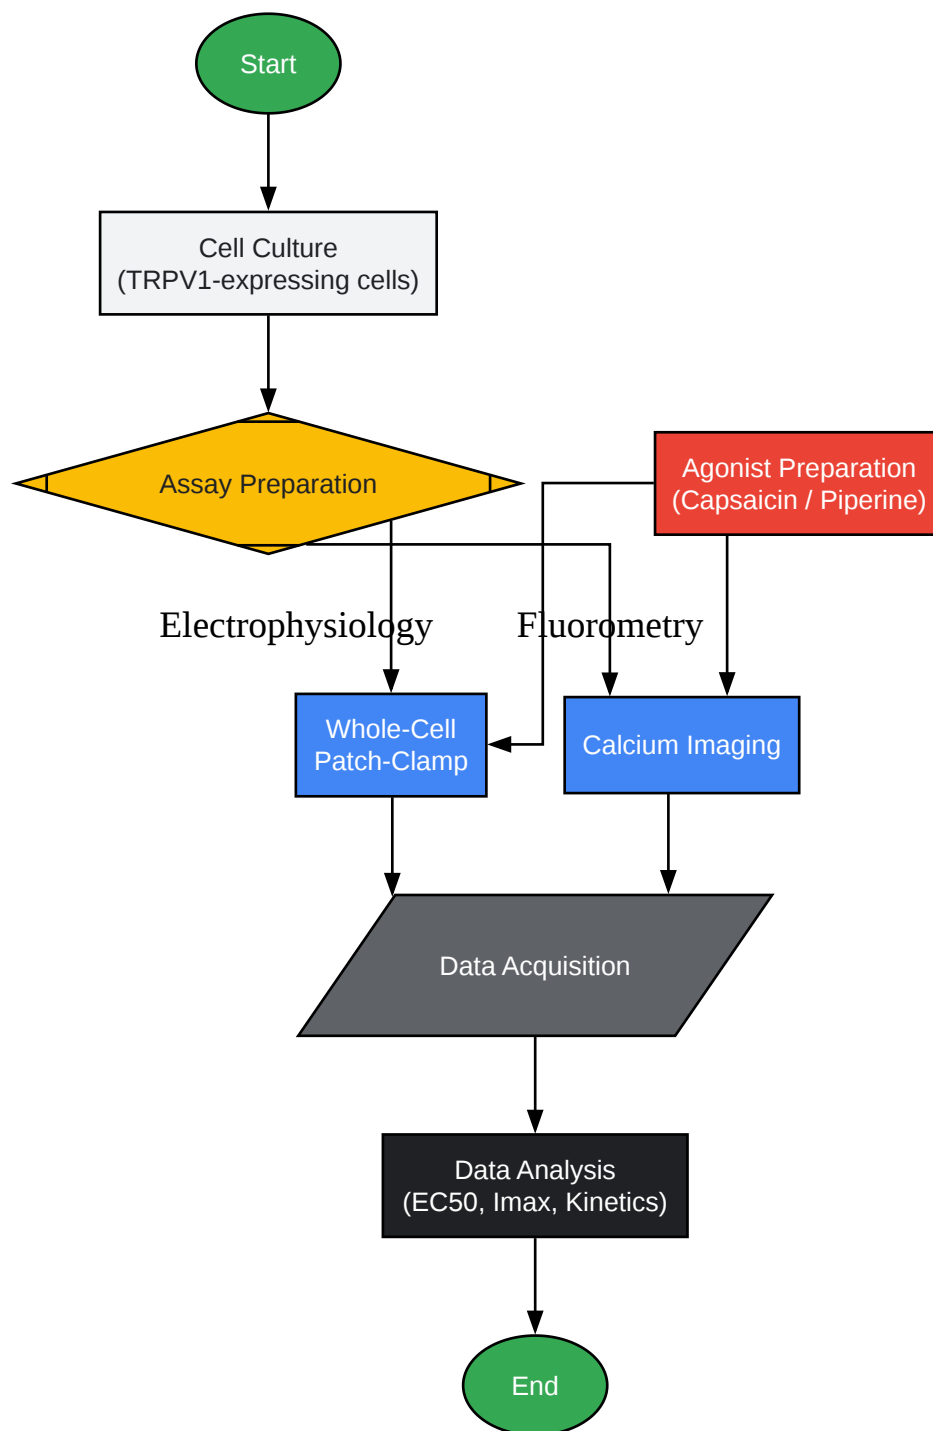 Start
Cell Culture
(TRPV1-expressing cells)
Assay Preparation
Agonist Preparation
(Capsaicin / Piperine)
Electrophysiology
Fluorometry
Whole-Cell
Patch-Clamp
Calcium Imaging
Data Acquisition
Data Analysis
(EC50, Imax, Kinetics)
End